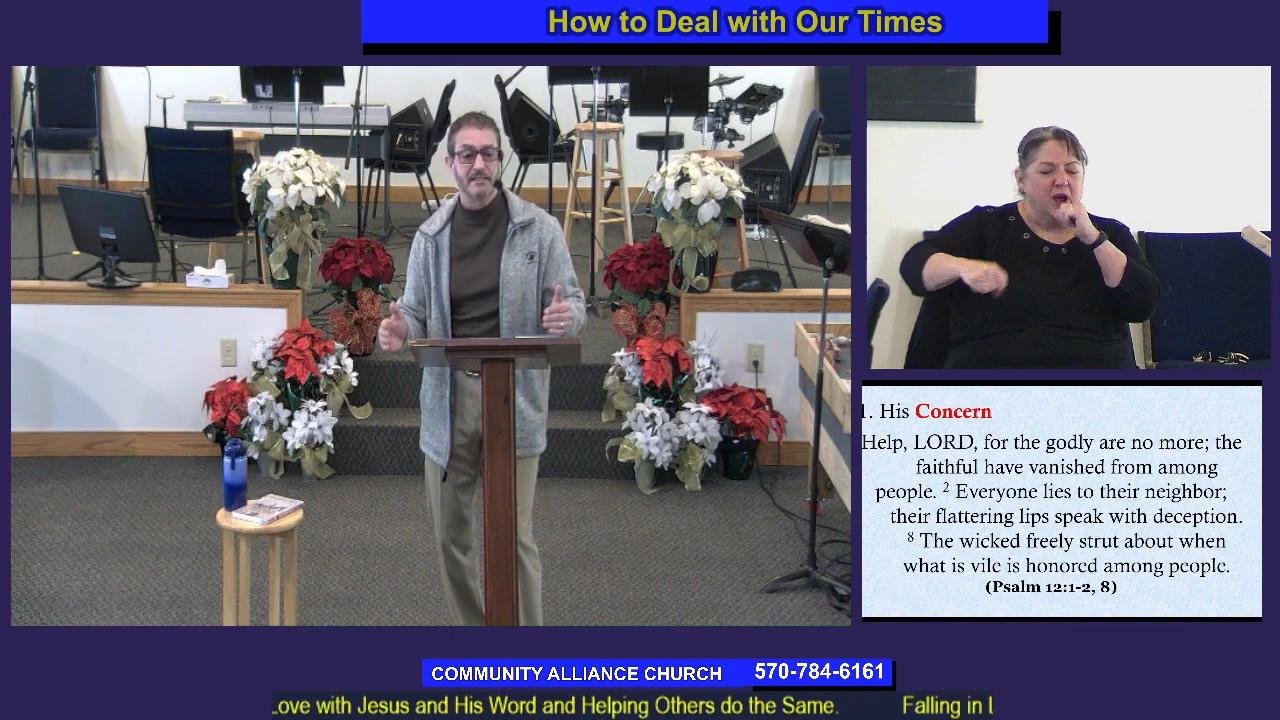 How to Deal with Our Times
1. His Concern
Help, LORD, for the godly are no more; the
faithful have vanished from among
people. 2 Everyone lies to their neighbor;
their flattering lips speak with deception.
8 The wicked freely strut about when
what is vile is honored among people.
(Psalm 12:1-2, 8)
COMMUNITY ALLIANCE CHURCH 570-784-6161
ove with Jesus and His Word and Helping Others do the Same. Falling in L